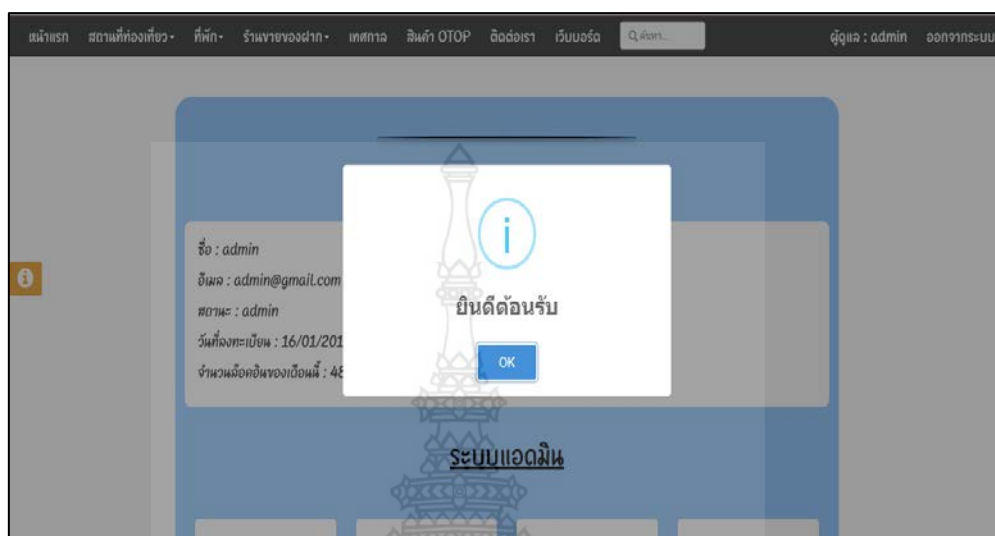 หน้าแรก สถานที่ท่องเที่ยว ที่พัก ร้านขายของฝาก เทศกาล สินค้า OTOP ติดต่อเรา เว็บบอร์ด ค้นหา... ผู้ดูแล : admin ออกจากระบบ
ชื่อ : admin
อีเมล : admin@gmail.com
สถานะ : admin
วันที่ลงทะเบียน : 16/01/201
จำนวนล็อคอินของเดือนนี้ : 48
ยินดีต้อนรับ
OK
ระบบแอดมิน